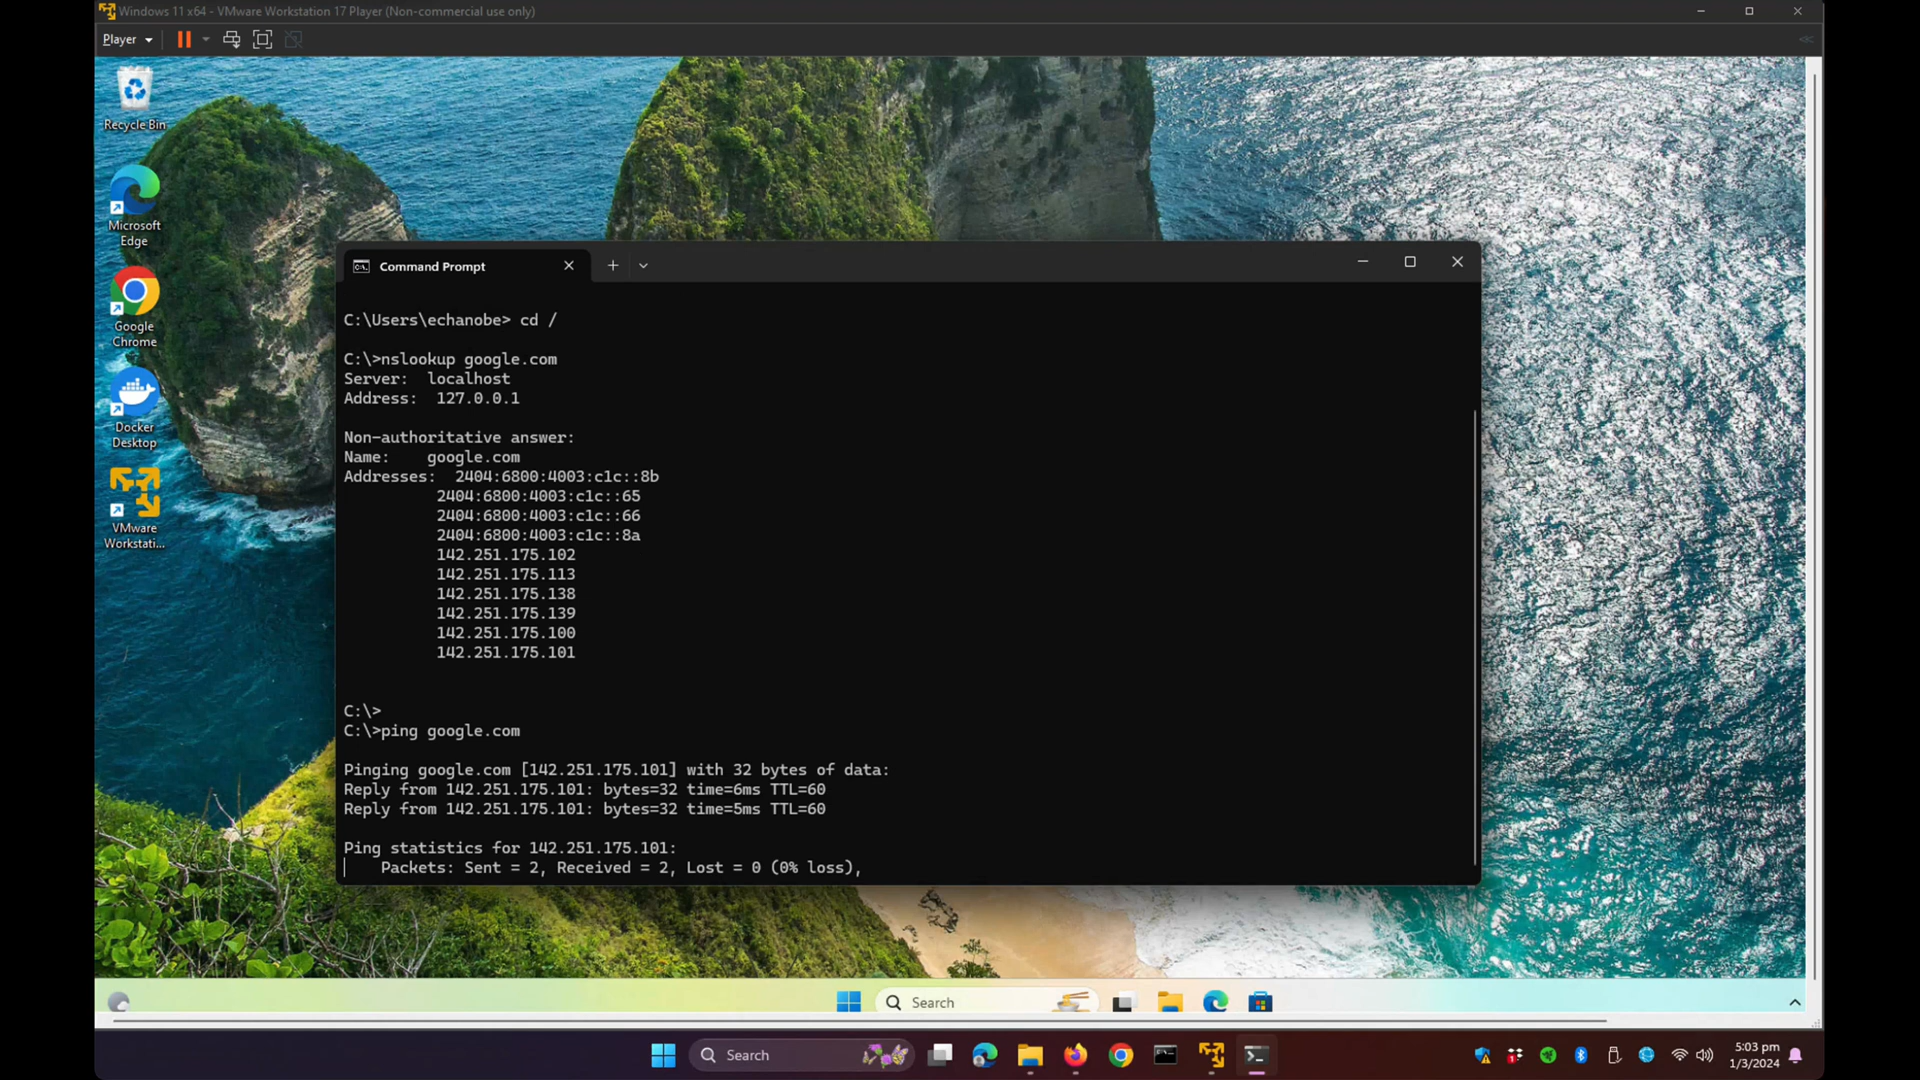 Windows 11 x64 - VMware Workstation 17 Player (Non-commercial use only)
Player
Recycle Bin
Microsoft
Edge
Google
Chrome
Docker
Desktop
VMware
Workstati...
Command Prompt
C:\Users\echanobe> cd /
C:\>nslookup google.com
Server:  localhost
Address:  127.0.0.1
Non-authoritative answer:
Name:    google.com
Addresses:  2404:6800:4003:c1c::8b
2404:6800:4003:c1c::65
2404:6800:4003:c1c::66
2404:6800:4003:c1c::8a
142.251.175.102
142.251.175.113
142.251.175.138
142.251.175.139
142.251.175.100
142.251.175.101
C:\>
C:\>ping google.com
Pinging google.com [142.251.175.101] with 32 bytes of data:
Reply from 142.251.175.101: bytes=32 time=6ms TTL=60
Reply from 142.251.175.101: bytes=32 time=5ms TTL=60
Ping statistics for 142.251.175.101:
Packets: Sent = 2, Received = 2, Lost = 0 (0% loss),
Search
Search
5:03 pm
1/3/2024